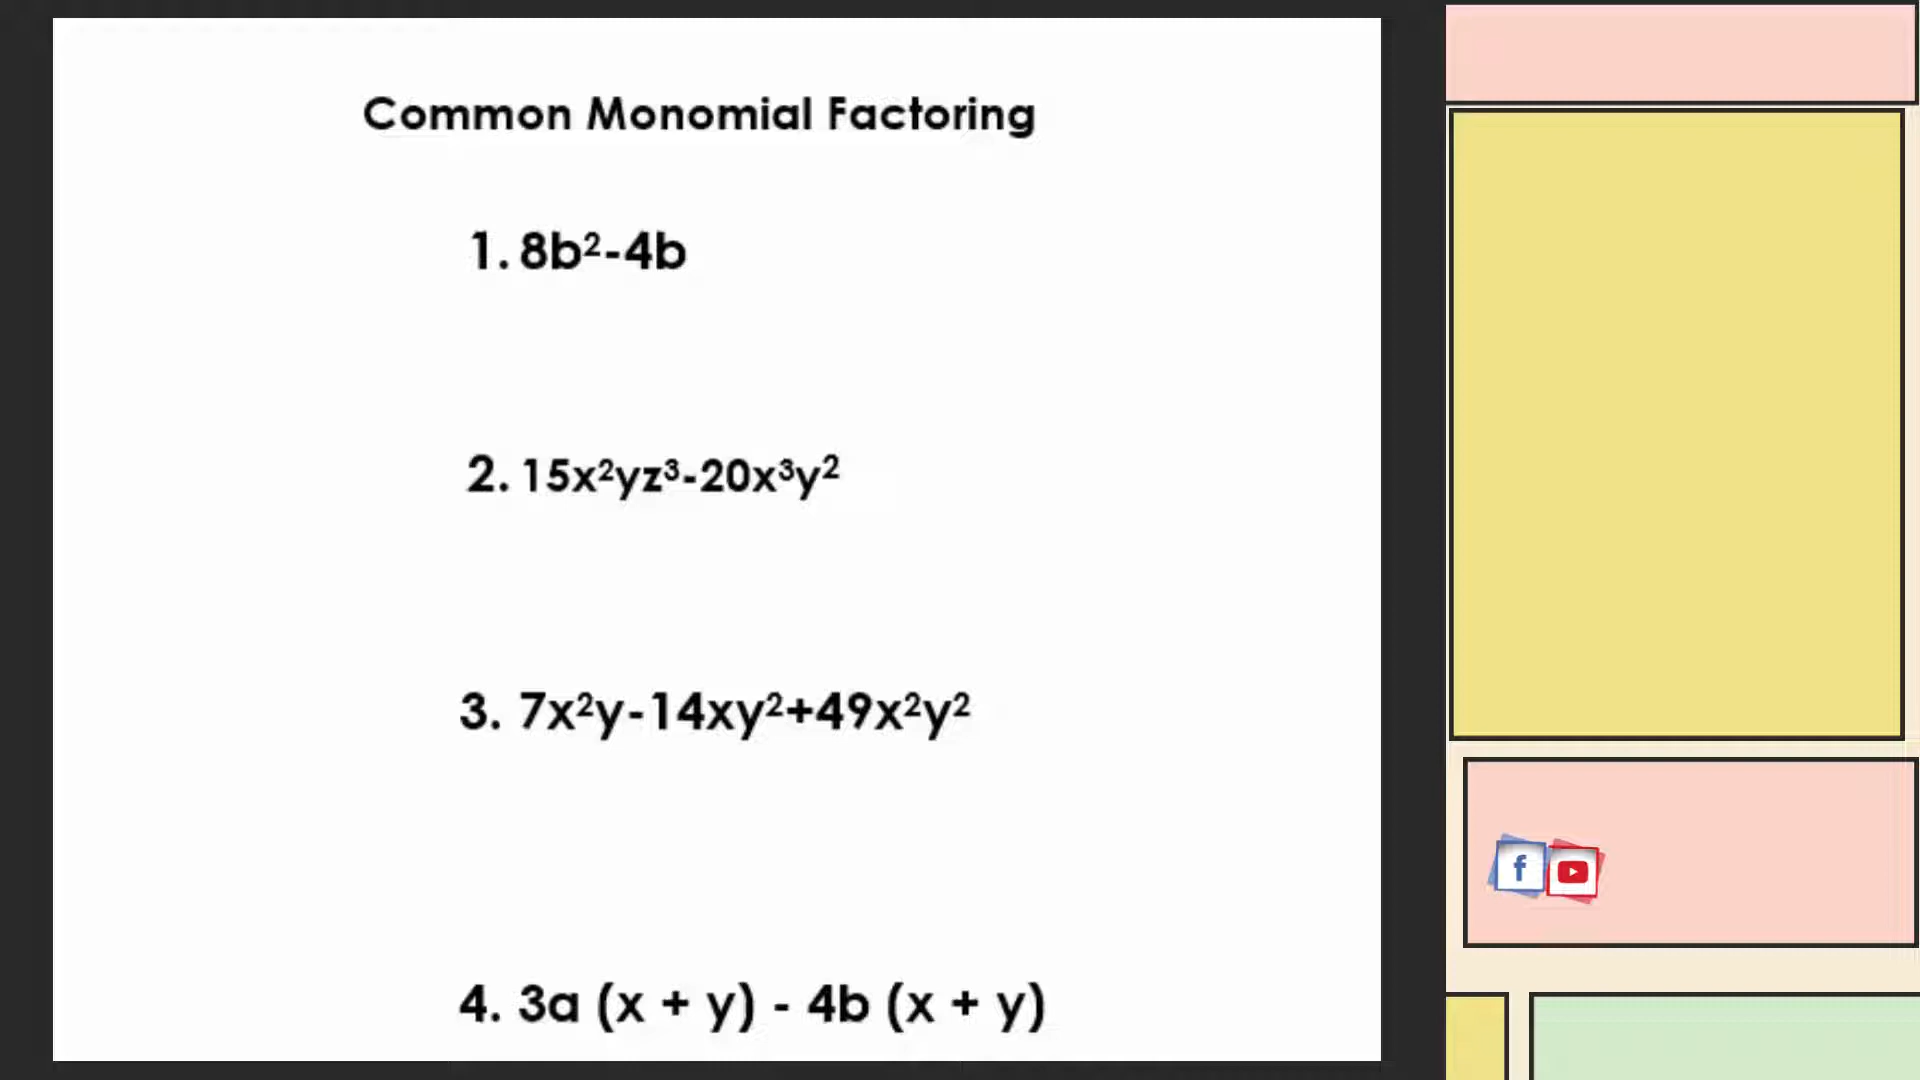 Common Monomial Factoring
1. 8b²-4b
2. 15x²yz³-20x³y²
3. 7x²y-14xy²+49x²y²
4. 3a (x + y) - 4b (x + y)
f